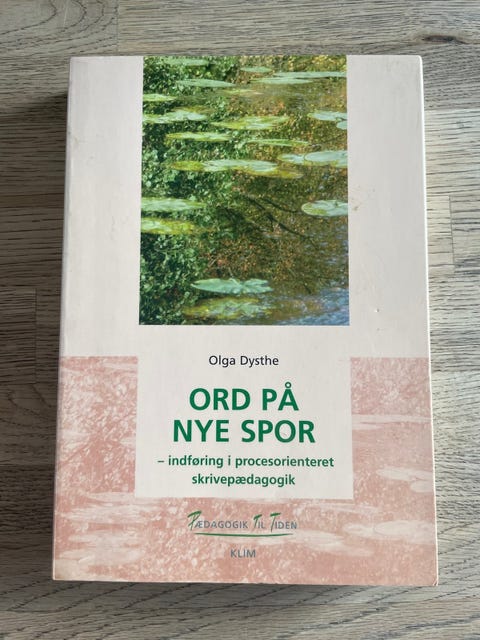 Olga Dysthe
ORD PÅ
NYE SPOR
– indføring i procesorienteret
skrivepædagogik
PÆDAGOGIK TIL TIDEN
KLIM